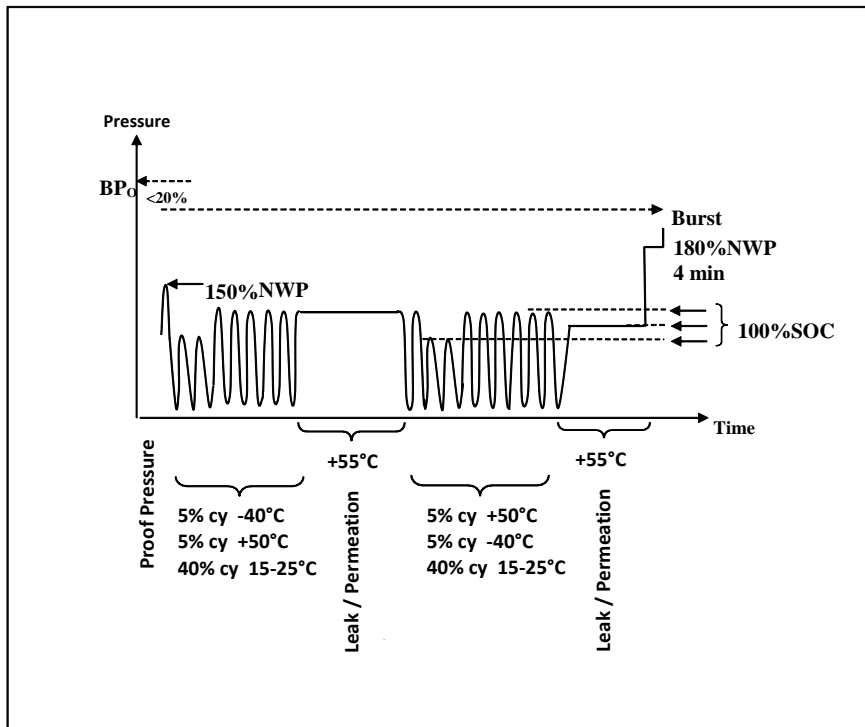 Pressure
BPO
<20%
Burst
180%NWP
4 min
150%NWP
100%SOC
Time
Proof Pressure
+55°C
+55°C
5% cy -40°C
5% cy +50°C
40% cy 15-25°C
Leak / Permeation
5% cy +50°C
5% cy -40°C
40% cy 15-25°C
Leak / Permeation